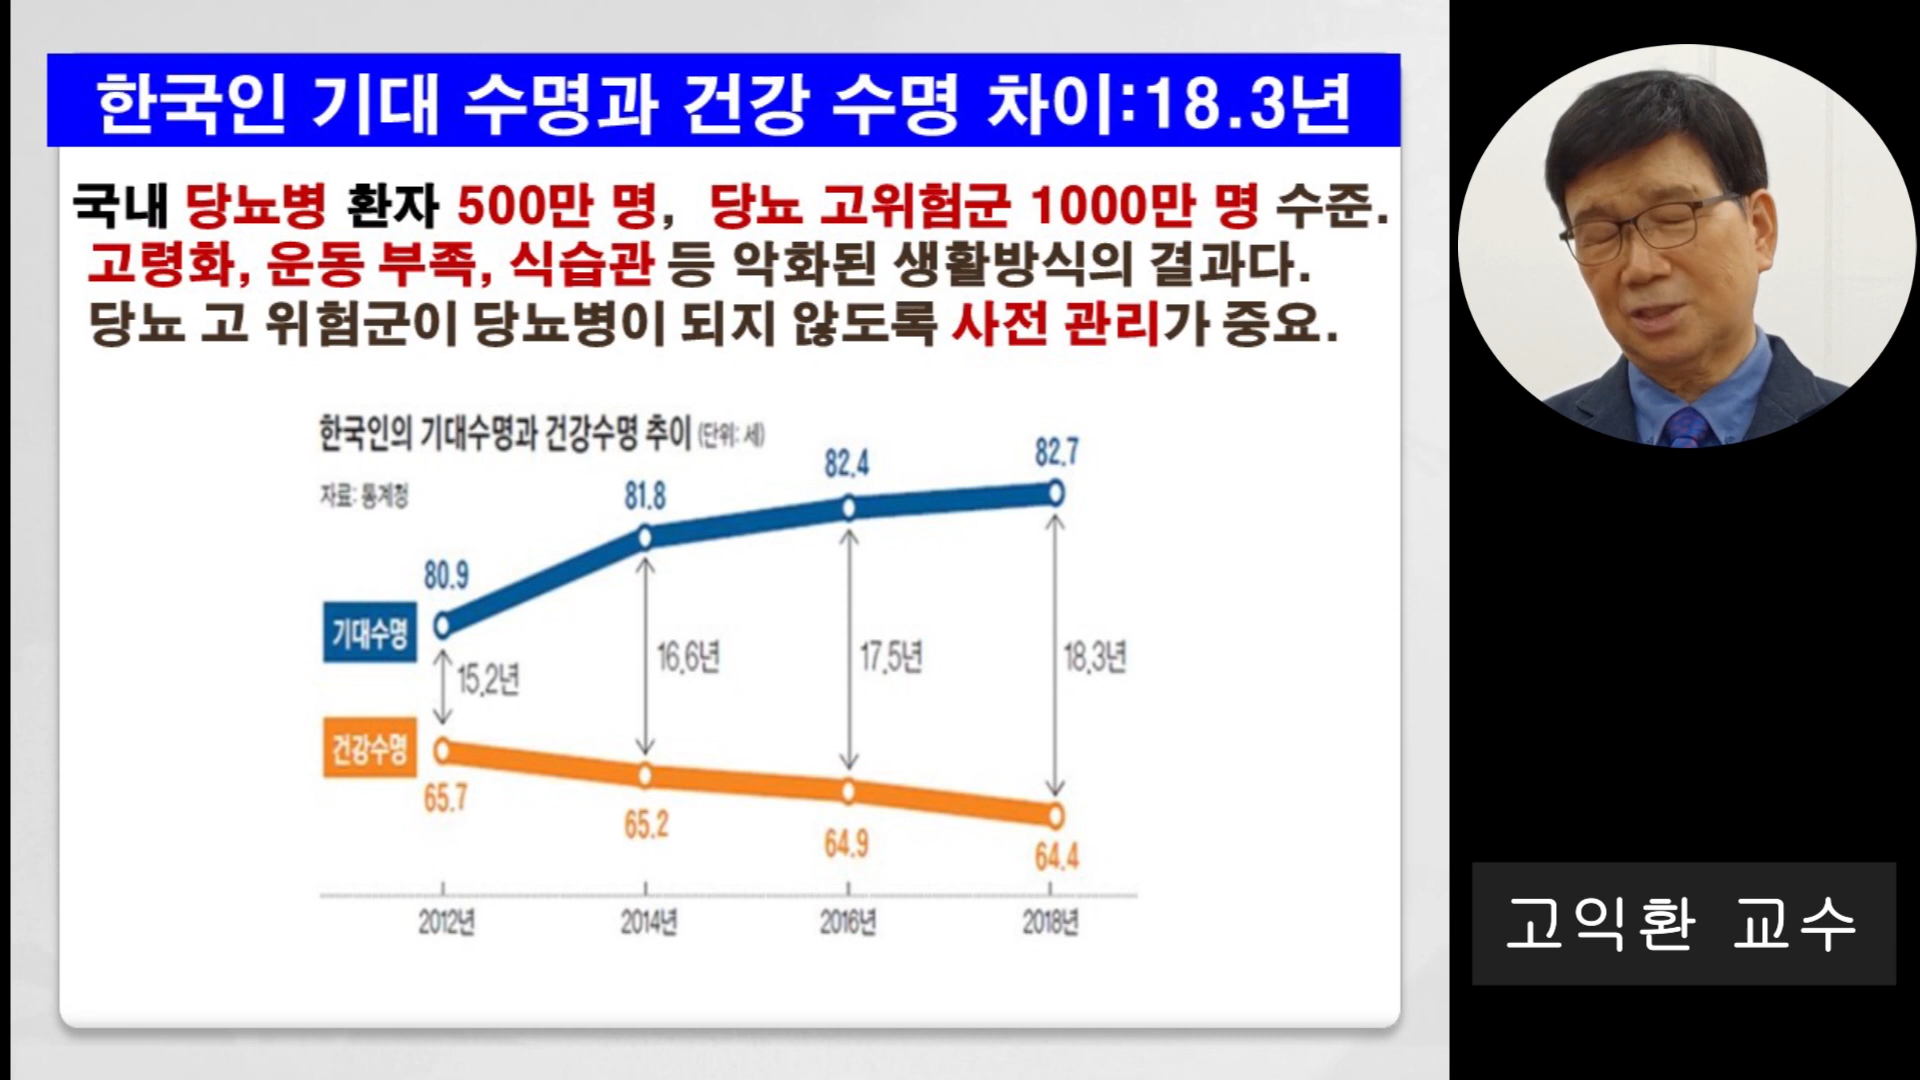 한국인 기대 수명과 건강 수명 차이:18.3년
국내 당뇨병 환자 500만 명, 당뇨 고위험군 1000만 명 수준.
고령화, 운동 부족, 식습관 등 악화된 생활방식의 결과다.
당뇨 고 위험군이 당뇨병이 되지 않도록 사전 관리가 중요.
한국인의 기대수명과 건강수명 추이 (단위: 세)
자료: 통계청
80.9
81.8
82.4
82.7
기대수명
15.2년
16.6년
17.5년
18.3년
건강수명
65.7
65.2
64.9
64.4
2012년
2014년
2016년
2018년
고익환 교수